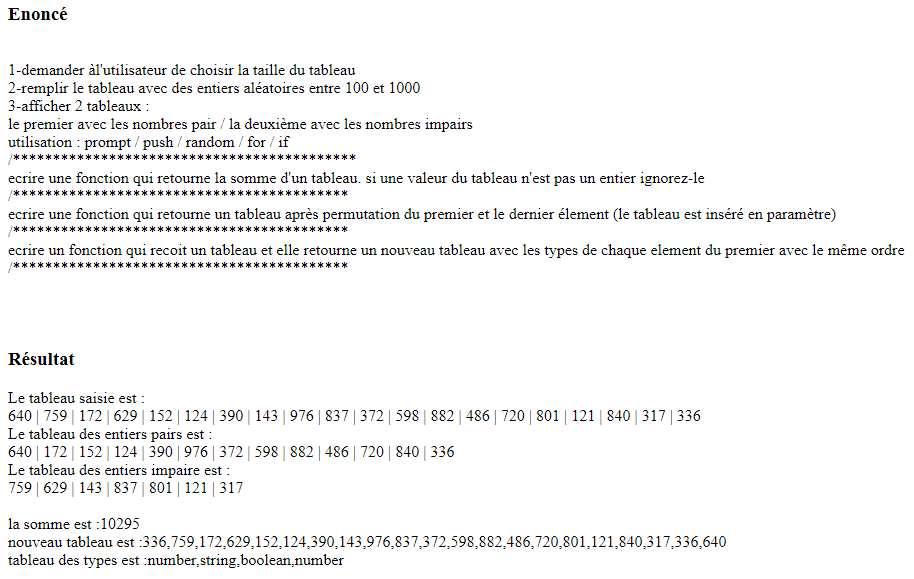 Enoncé
1-demander àl'utilisateur de choisir la taille du tableau
2-remplir le tableau avec des entiers aléatoires entre 100 et 1000
3-afficher 2 tableaux :
le premier avec les nombres pair / la deuxième avec les nombres impairs
utilisation : prompt / push / random / for / if
/*******************************************
ecrire une fonction qui retourne la somme d'un tableau. si une valeur du tableau n'est pas un entier ignorez-le
/******************************************
ecrire une fonction qui retourne un tableau après permutation du premier et le dernier élement (le tableau est inséré en paramètre)
/******************************************
ecrire un fonction qui recoit un tableau et elle retourne un nouveau tableau avec les types de chaque element du premier avec le même ordre
/******************************************
Résultat
Le tableau saisie est :
640 | 759 | 172 | 629 | 152 | 124 | 390 | 143 | 976 | 837 | 372 | 598 | 882 | 486 | 720 | 801 | 121 | 840 | 317 | 336
Le tableau des entiers pairs est :
640 | 172 | 152 | 124 | 390 | 976 | 372 | 598 | 882 | 486 | 720 | 840 | 336
Le tableau des entiers impaire est :
759 | 629 | 143 | 837 | 801 | 121 | 317
la somme est :10295
nouveau tableau est :336,759,172,629,152,124,390,143,976,837,372,598,882,486,720,801,121,840,317,336,640
tableau des types est :number,string,boolean,number